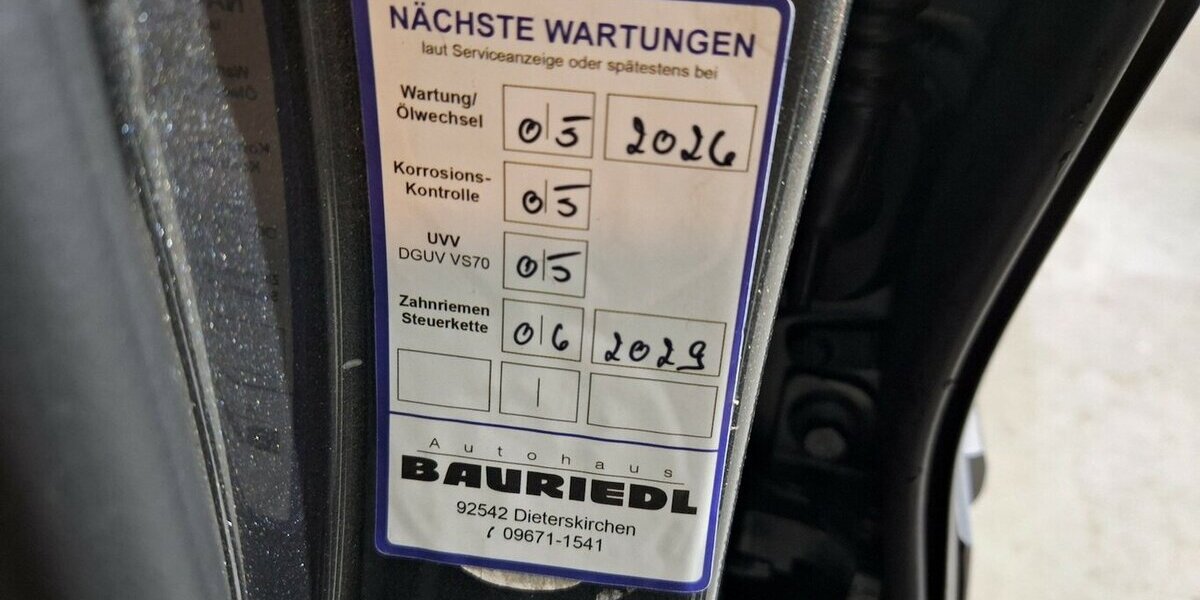 NÄCHSTE WARTUNGEN
laut Serviceanzeige oder spätestens bei
Wartung/
Ölwechsel
05 2026
Korrosions-
Kontrolle
05
UVV
DGUV VS70
05
Zahnriemen
Steuerkette
06 2029
Autohaus
BAURIEDL
92542 Dieterskirchen
09671-1541